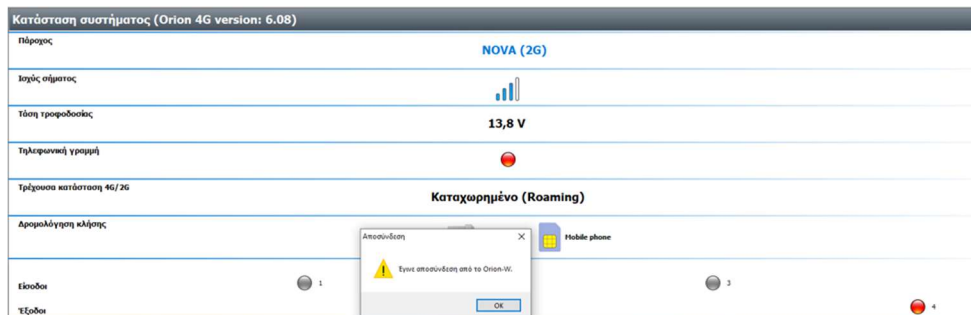 Κατάσταση συστήματος (Orion 4G version: 6.08)
Πάροχος
NOVA (2G)
Ισχύς σήματος
Τάση τροφοδοσίας
13,8 V
Τηλεφωνική γραμμή
Τρέχουσα κατάσταση 4G/2G
Καταχωρημένο (Roaming)
Δρομολόγηση κλήσης
Mobile phone
Αποσύνδεση
Έγινε αποσύνδεση από το Orion-W.
OK
Είσοδοι
1
3
Έξοδοι
4